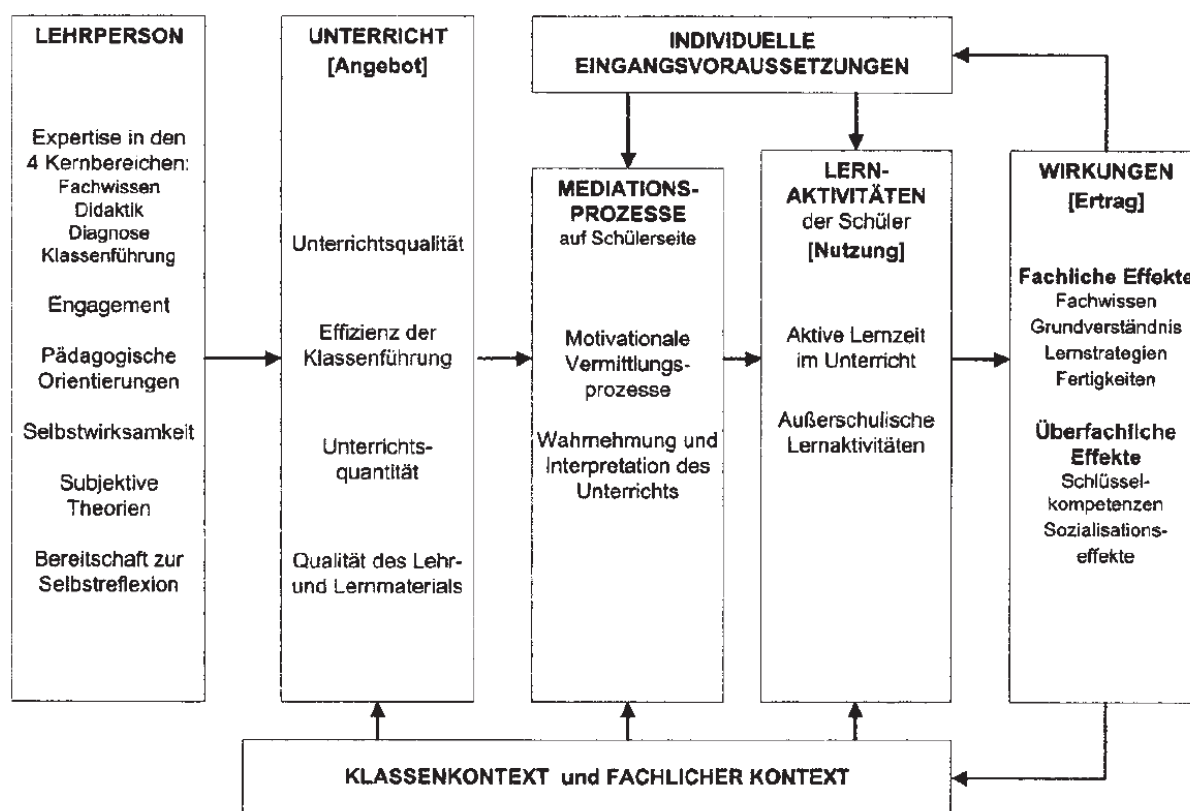 LEHRPERSON
Expertise in den
4 Kernbereichen:
Fachwissen
Didaktik
Diagnose
Klassenführung
Engagement
Pädagogische
Orientierungen
Selbstwirksamkeit
Subjektive
Theorien
Bereitschaft zur
Selbstreflexion
UNTERRICHT
[Angebot]
Unterrichtsqualität
Effizienz der
Klassenführung
Unterrichts-
quantität
Qualität des Lehr-
und Lernmaterials
INDIVIDUELLE
EINGANGSVORAUSSETZUNGEN
MEDIATIONS-
PROZESSE
auf Schülerseite
Motivationale
Vermittlungs-
prozesse
Wahrnehmung und
Interpretation des
Unterrichts
LERN-
AKTIVITÄTEN
der Schüler
[Nutzung]
Aktive Lernzeit
im Unterricht
Außerschulische
Lernaktivitäten
WIRKUNGEN
[Ertrag]
Fachliche Effekte
Fachwissen
Grundverständnis
Lernstrategien
Fertigkeiten
Überfachliche
Effekte
Schlüssel-
kompetenzen
Sozialisations-
effekte
KLASSENKONTEXT und FACHLICHER KONTEXT